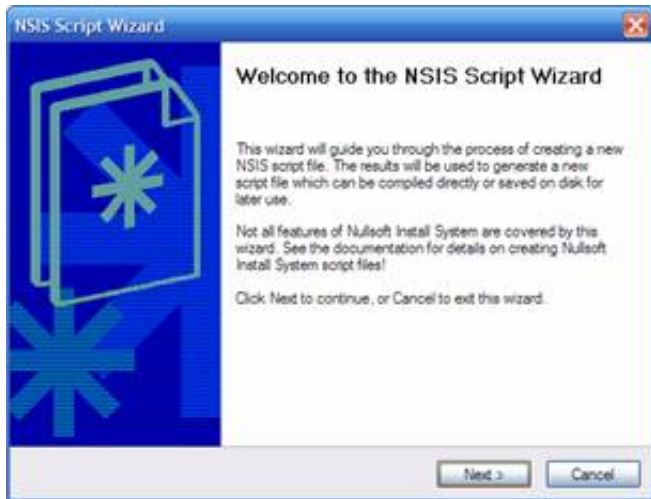 NSIS Script Wizard
Welcome to the NSIS Script Wizard
This wizard will guide you through the process of creating a new
NSIS script file. The results will be used to generate a new
script file which can be compiled directly or saved on disk for
later use.
Not all features of Nullsoft Install System are covered by this
wizard. See the documentation for details on creating Nullsoft
Install System script files!
Click Next to continue, or Cancel to exit this wizard.
Next >
Cancel